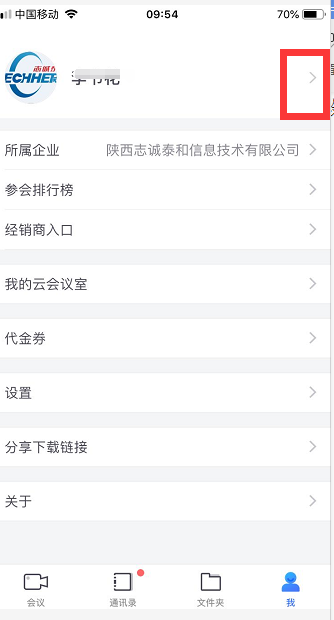 中国移动 09:54 70%
志诚
ECHHER
所属企业 陕西志诚泰和信息技术有限公司
参会排行榜
经销商入口
我的云会议室
代金券
设置
分享下载链接
关于
会议 通讯录 文件夹 我